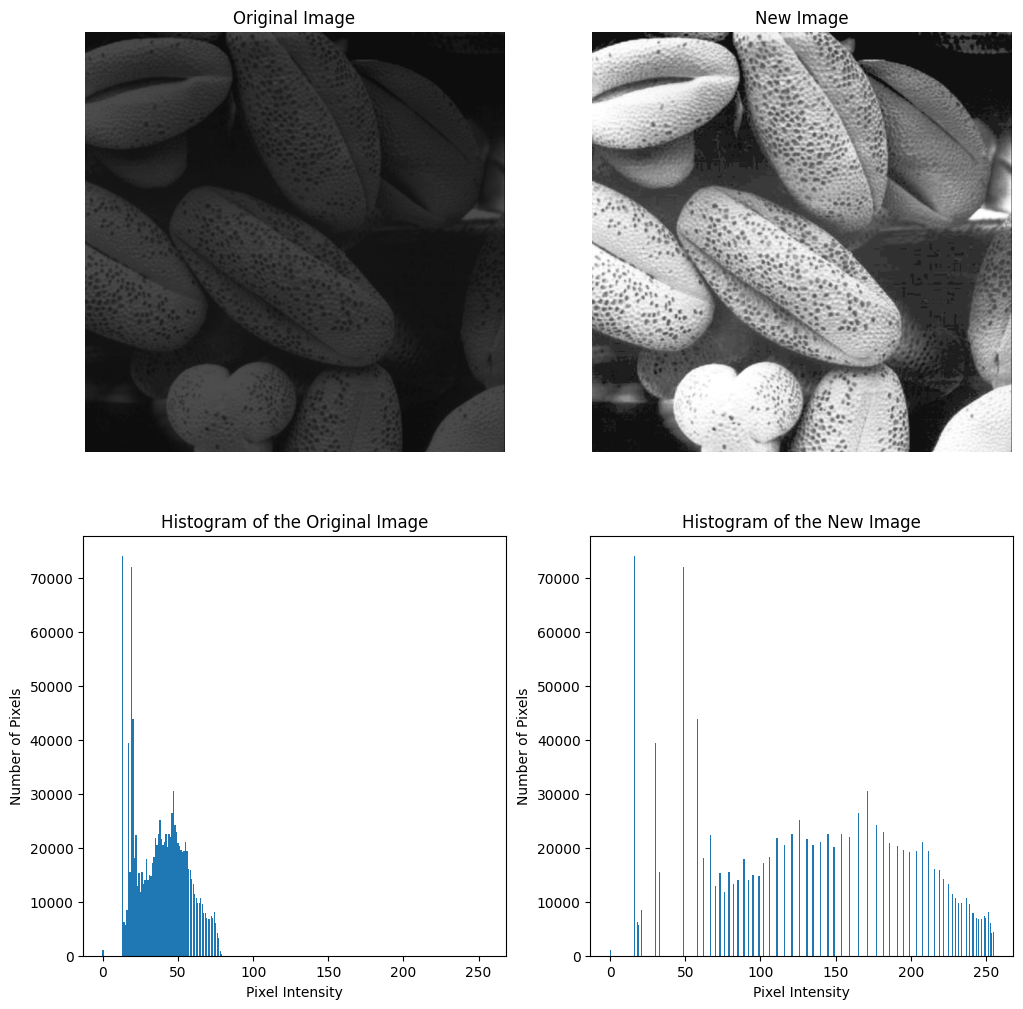 Original Image
New Image
Histogram of the Original Image
Number of Pixels
70000
60000
50000
40000
30000
20000
10000
0
0 50 100 150 200 250
Pixel Intensity
Histogram of the New Image
Number of Pixels
70000
60000
50000
40000
30000
20000
10000
0
0 50 100 150 200 250
Pixel Intensity